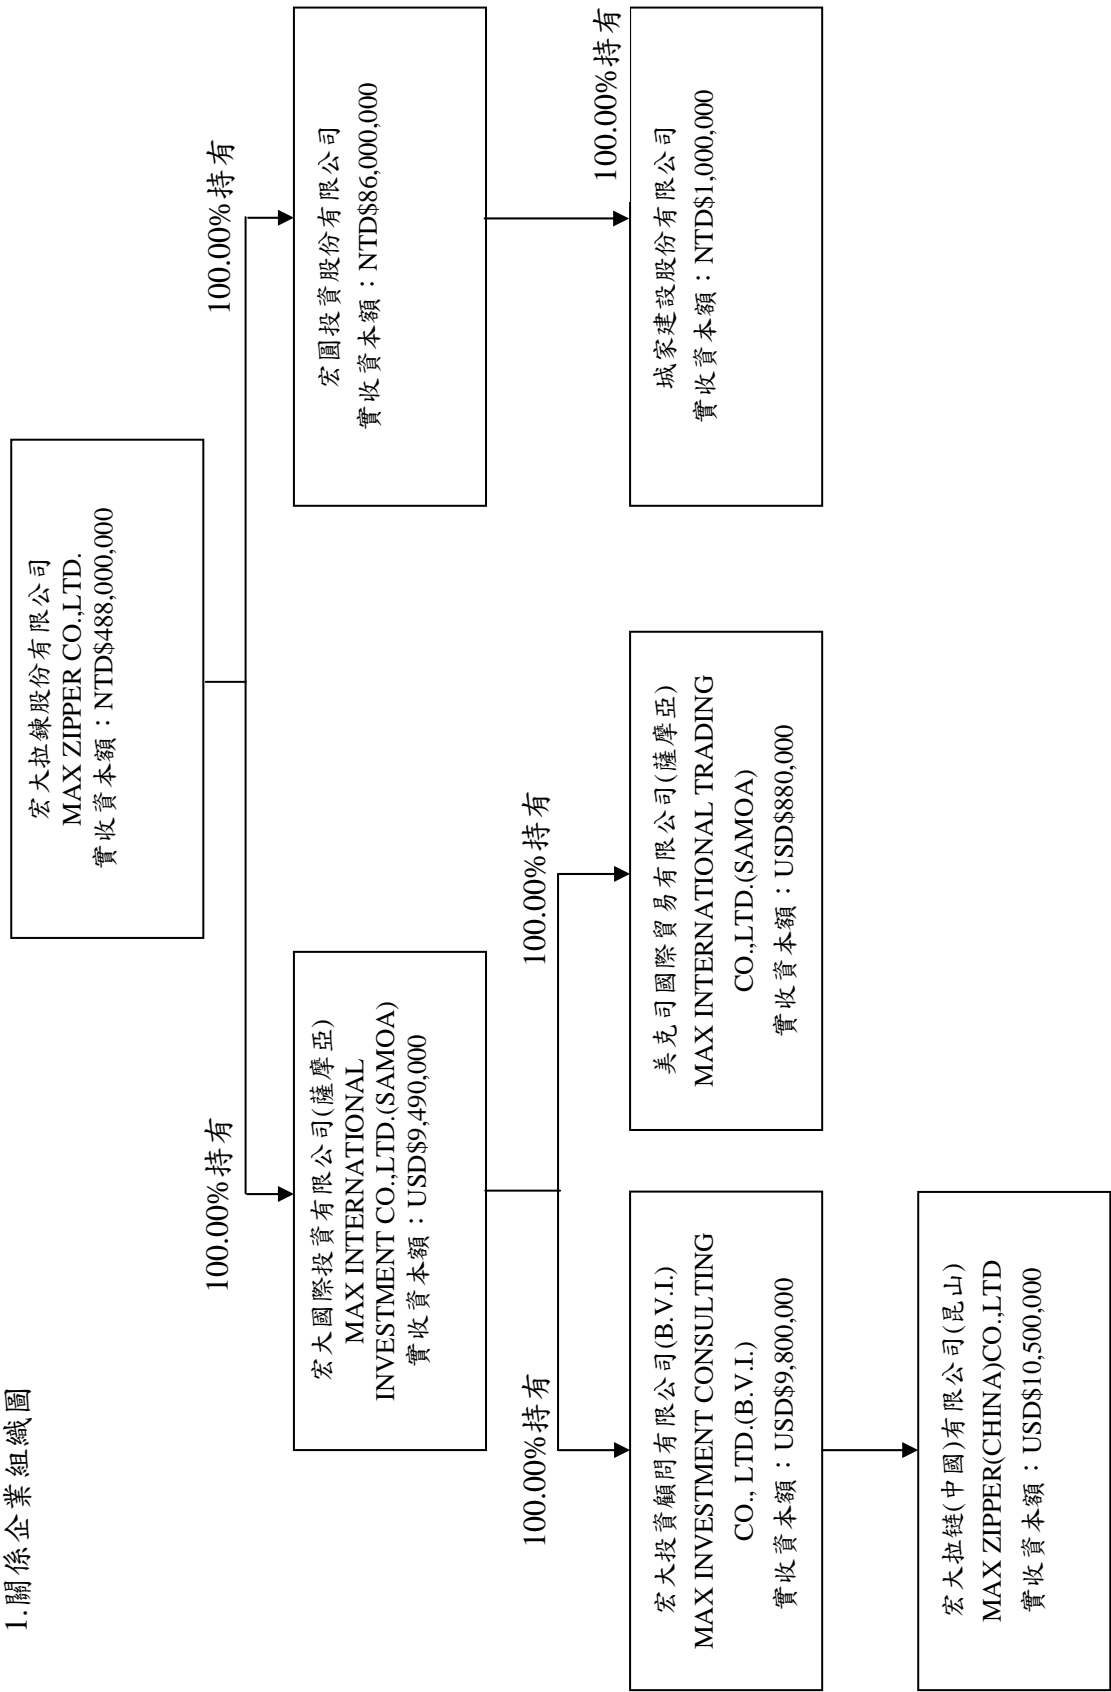 1.關係企業組織圖
宏大拉鍊股份有限公司
MAX ZIPPER CO.,LTD.
實收資本額：NTD$488,000,000
100.00%持有
100.00%持有
宏大國際投資有限公司(薩摩亞)
MAX INTERNATIONAL
INVESTMENT CO.,LTD.(SAMOA)
實收資本額：USD$9,490,000
宏圓投資股份有限公司
實收資本額：NTD$86,000,000
100.00%持有
100.00%持有
100.00%持有
宏大投資顧問有限公司(B.V.I.)
MAX INVESTMENT CONSULTING
CO., LTD.(B.V.I.)
實收資本額：USD$9,800,000
美克司國際貿易有限公司(薩摩亞)
MAX INTERNATIONAL TRADING
CO.,LTD.(SAMOA)
實收資本額：USD$880,000
城家建設股份有限公司
實收資本額：NTD$1,000,000
宏大拉链(中國)有限公司(昆山)
MAX ZIPPER(CHINA)CO.,LTD
實收資本額：USD$10,500,000